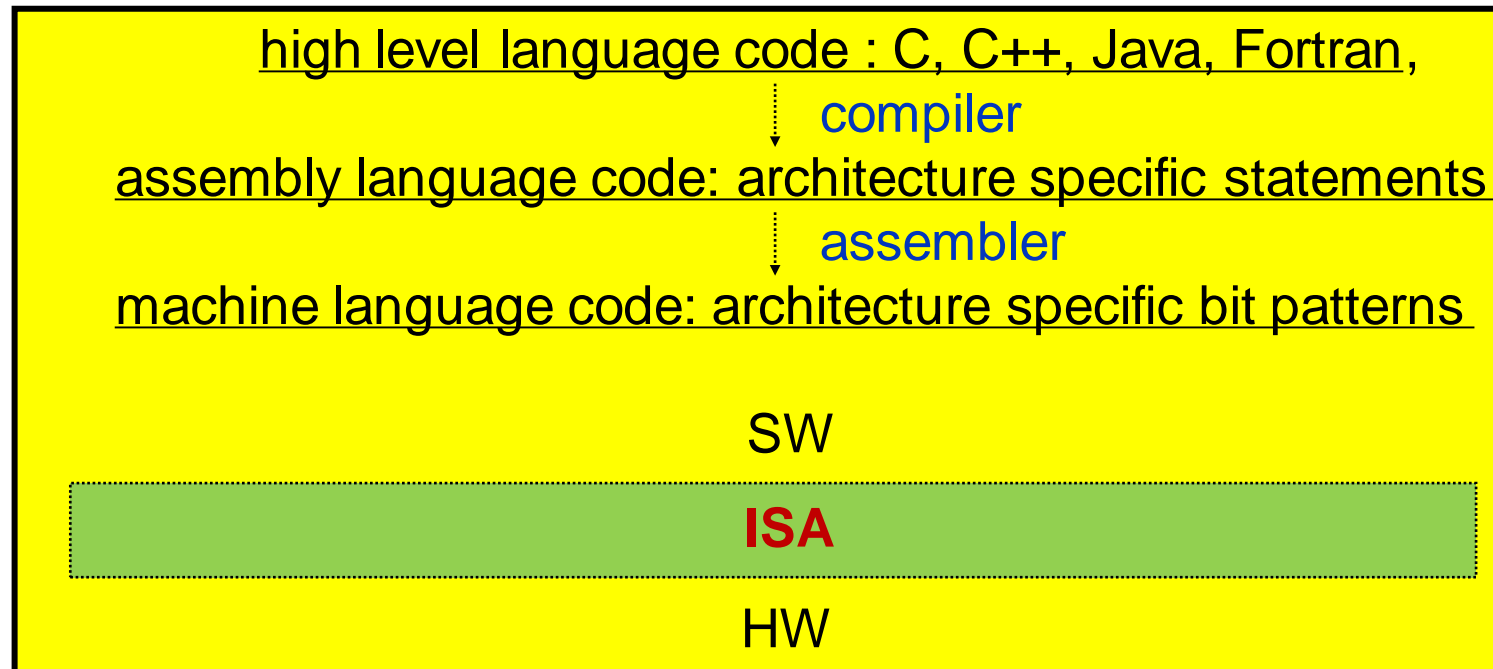 high level language code : C, C++, Java, Fortran,
compiler
assembly language code: architecture specific statements
assembler
machine language code: architecture specific bit patterns
SW
ISA
HW